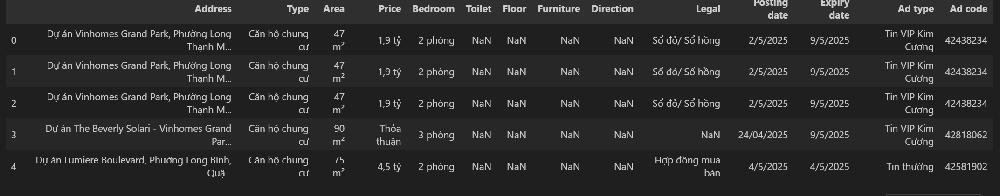 Address Type Area Price Bedroom Toilet Floor Furniture Direction Legal Posting date Expiry date Ad type Ad code
0 Dự án Vinhomes Grand Park, Phường Long Thạnh M... Căn hộ chung cư 47 m² 1,9 tỷ 2 phòng NaN NaN NaN NaN Sổ đỏ/ Sổ hồng 2/5/2025 9/5/2025 Tin VIP Kim Cương 42438234
1 Dự án Vinhomes Grand Park, Phường Long Thạnh M... Căn hộ chung cư 47 m² 1,9 tỷ 2 phòng NaN NaN NaN NaN Sổ đỏ/ Sổ hồng 2/5/2025 9/5/2025 Tin VIP Kim Cương 42438234
2 Dự án Vinhomes Grand Park, Phường Long Thạnh M... Căn hộ chung cư 47 m² 1,9 tỷ 2 phòng NaN NaN NaN NaN Sổ đỏ/ Sổ hồng 2/5/2025 9/5/2025 Tin VIP Kim Cương 42438234
3 Dự án The Beverly Solari - Vinhomes Grand Par... Căn hộ chung cư 90 m² Thỏa thuận 3 phòng NaN NaN NaN NaN NaN 24/04/2025 9/5/2025 Tin VIP Kim Cương 42818062
4 Dự án Lumiere Boulevard, Phường Long Bình, Quậ... Căn hộ chung cư 75 m² 4,5 tỷ 2 phòng NaN NaN NaN NaN Hợp đồng mua bán 4/5/2025 4/5/2025 Tin thường 42581902